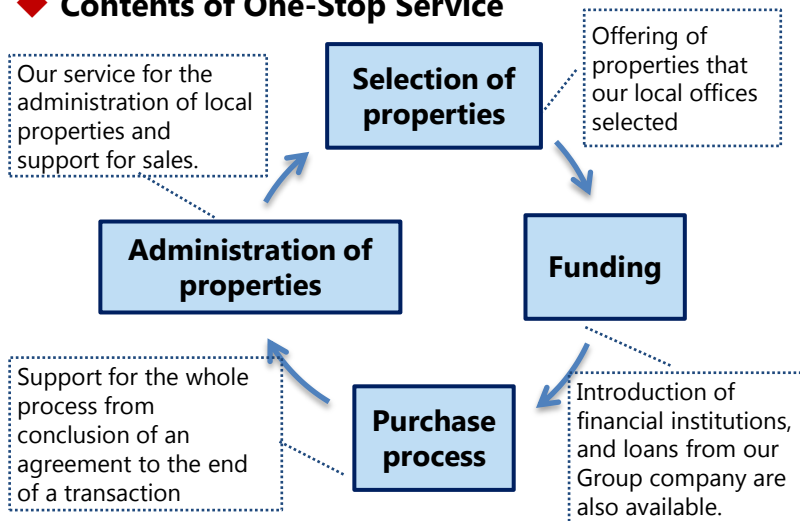 Contents of One-Stop Service
Our service for the
administration of local
properties and
support for sales.
Selection of
properties
Offering of
properties that
our local offices
selected
Administration of
properties
Funding
Support for the whole
process from
conclusion of an
agreement to the end
of a transaction
Purchase
process
Introduction of
financial institutions,
and loans from our
Group company are
also available.